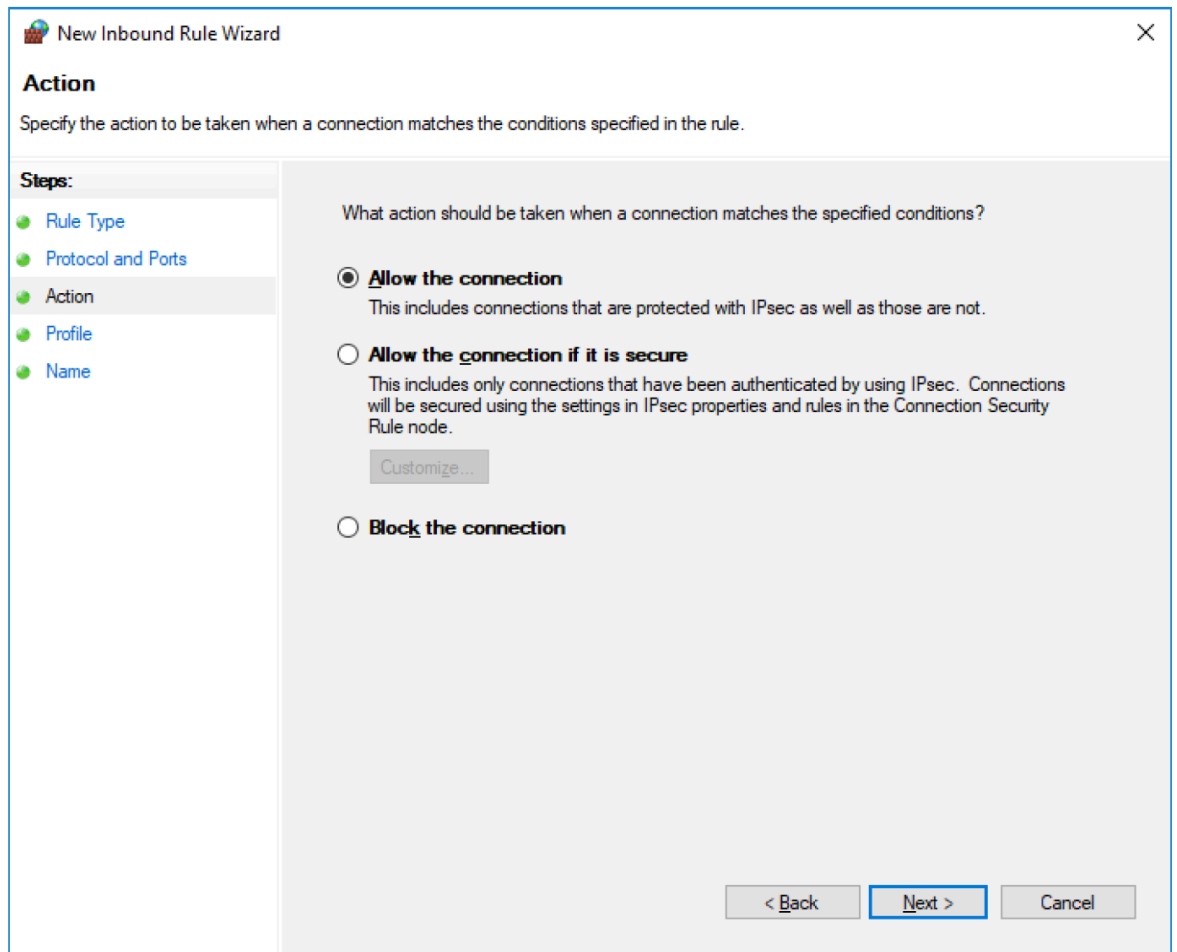 New Inbound Rule Wizard
Action
Specify the action to be taken when a connection matches the conditions specified in the rule.
Steps:
Rule Type
Protocol and Ports
Action
Profile
Name
What action should be taken when a connection matches the specified conditions?
Allow the connection
This includes connections that are protected with IPsec as well as those are not.
Allow the connection if it is secure
This includes only connections that have been authenticated by using IPsec. Connections
will be secured using the settings in IPsec properties and rules in the Connection Security
Rule node.
Customize...
Block the connection
< Back
Next >
Cancel